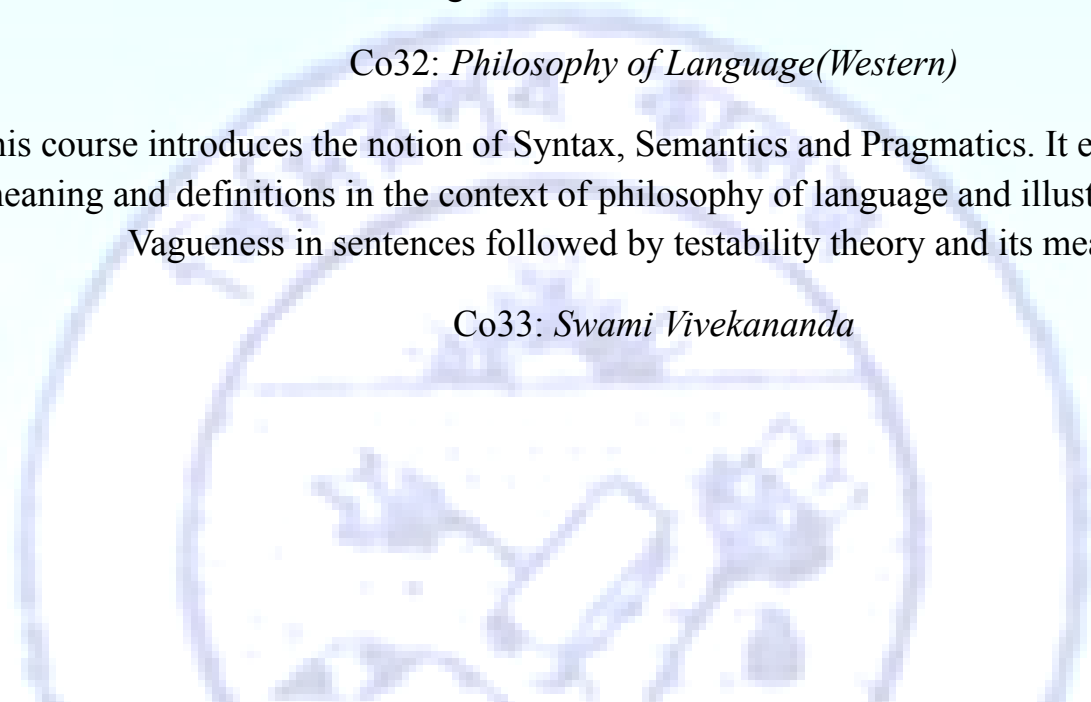 Co32: Philosophy of Language(Western)
his course introduces the notion of Syntax, Semantics and Pragmatics. It e
eaning and definitions in the context of philosophy of language and illust
Vagueness in sentences followed by testability theory and its mea
Co33: Swami Vivekananda